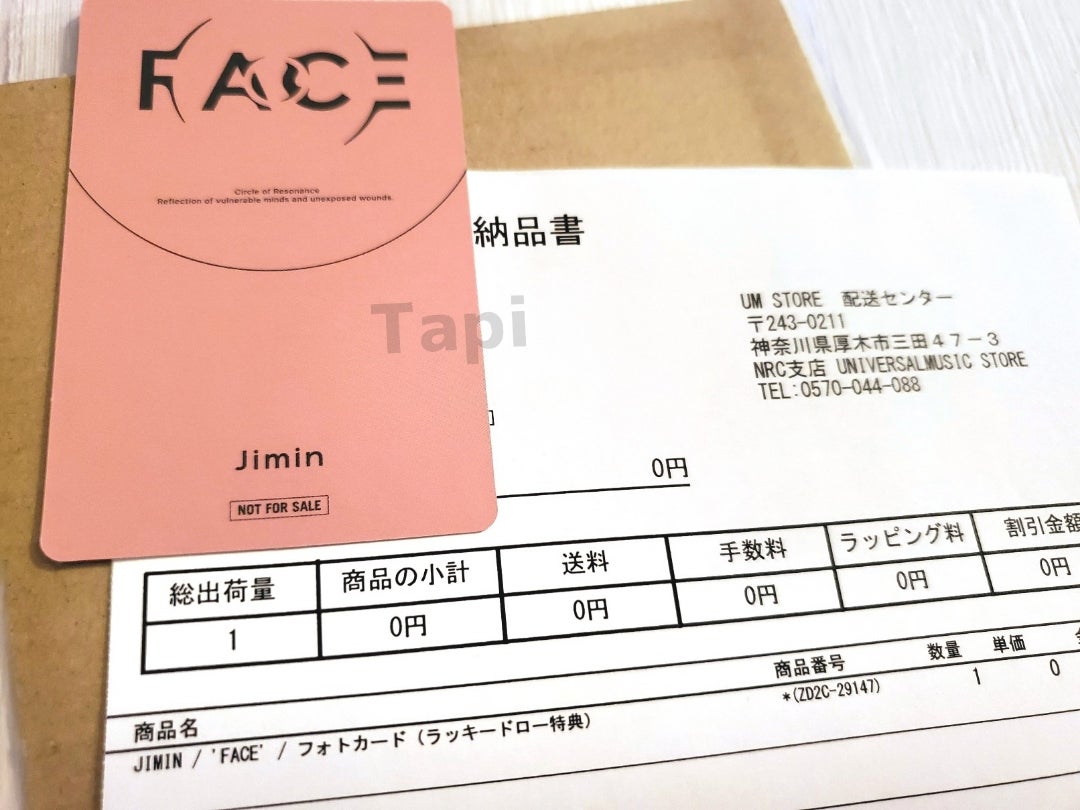 FACE
Circle of Resonance
Reflection of vulnerable minds and unexposed wounds.
Jimin
NOT FOR SALE
Tapi
納品書
UM STORE 配送センター
〒243-0211
神奈川県厚木市三田47-3
NRC支店 UNIVERSALMUSIC STORE
TEL:0570-044-088
0円
総出荷量 商品の小計 送料 手数料 ラッピング料 割引金額
1 0円 0円 0円 0円 0円
商品名 商品番号 数量 単価
JIMIN / 'FACE' / フォトカード (ラッキードロー特典) *(ZD2C-29147) 1 0